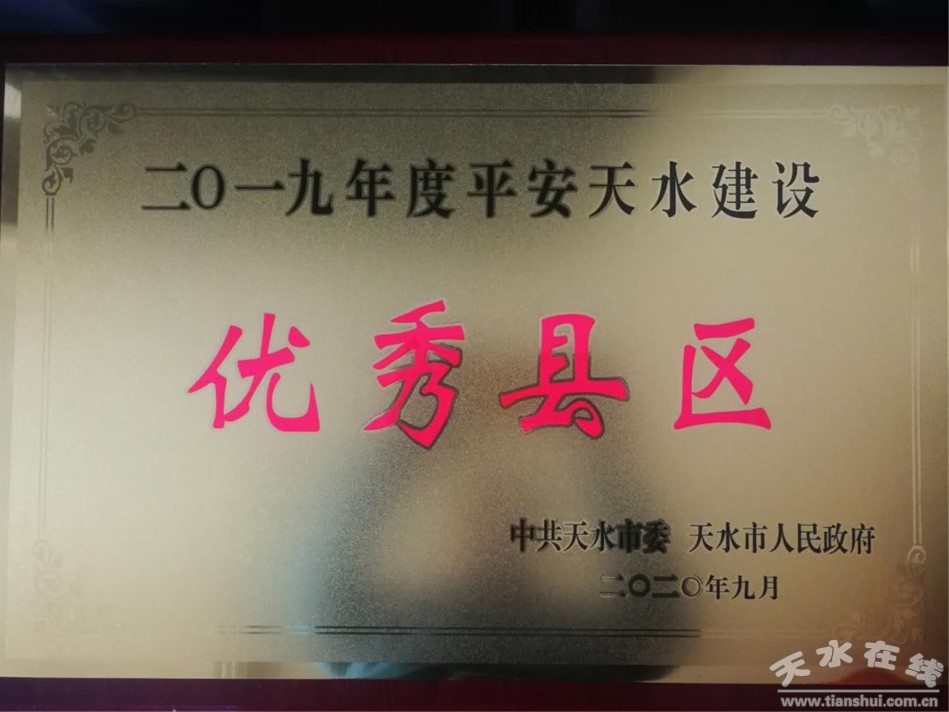 二〇一九年度平安天水建设
优秀县区
中共天水市委 天水市人民政府
二〇二〇年九月
天水在线
www.tianshui.com.cn